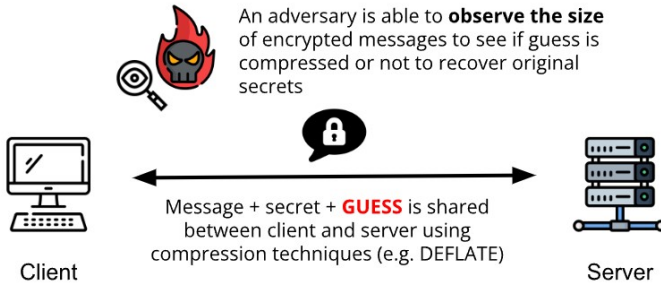 An adversary is able to observe the size
of encrypted messages to see if guess is
compressed or not to recover original
secrets
Message + secret + GUESS is shared
between client and server using
compression techniques (e.g. DEFLATE)
Client
Server